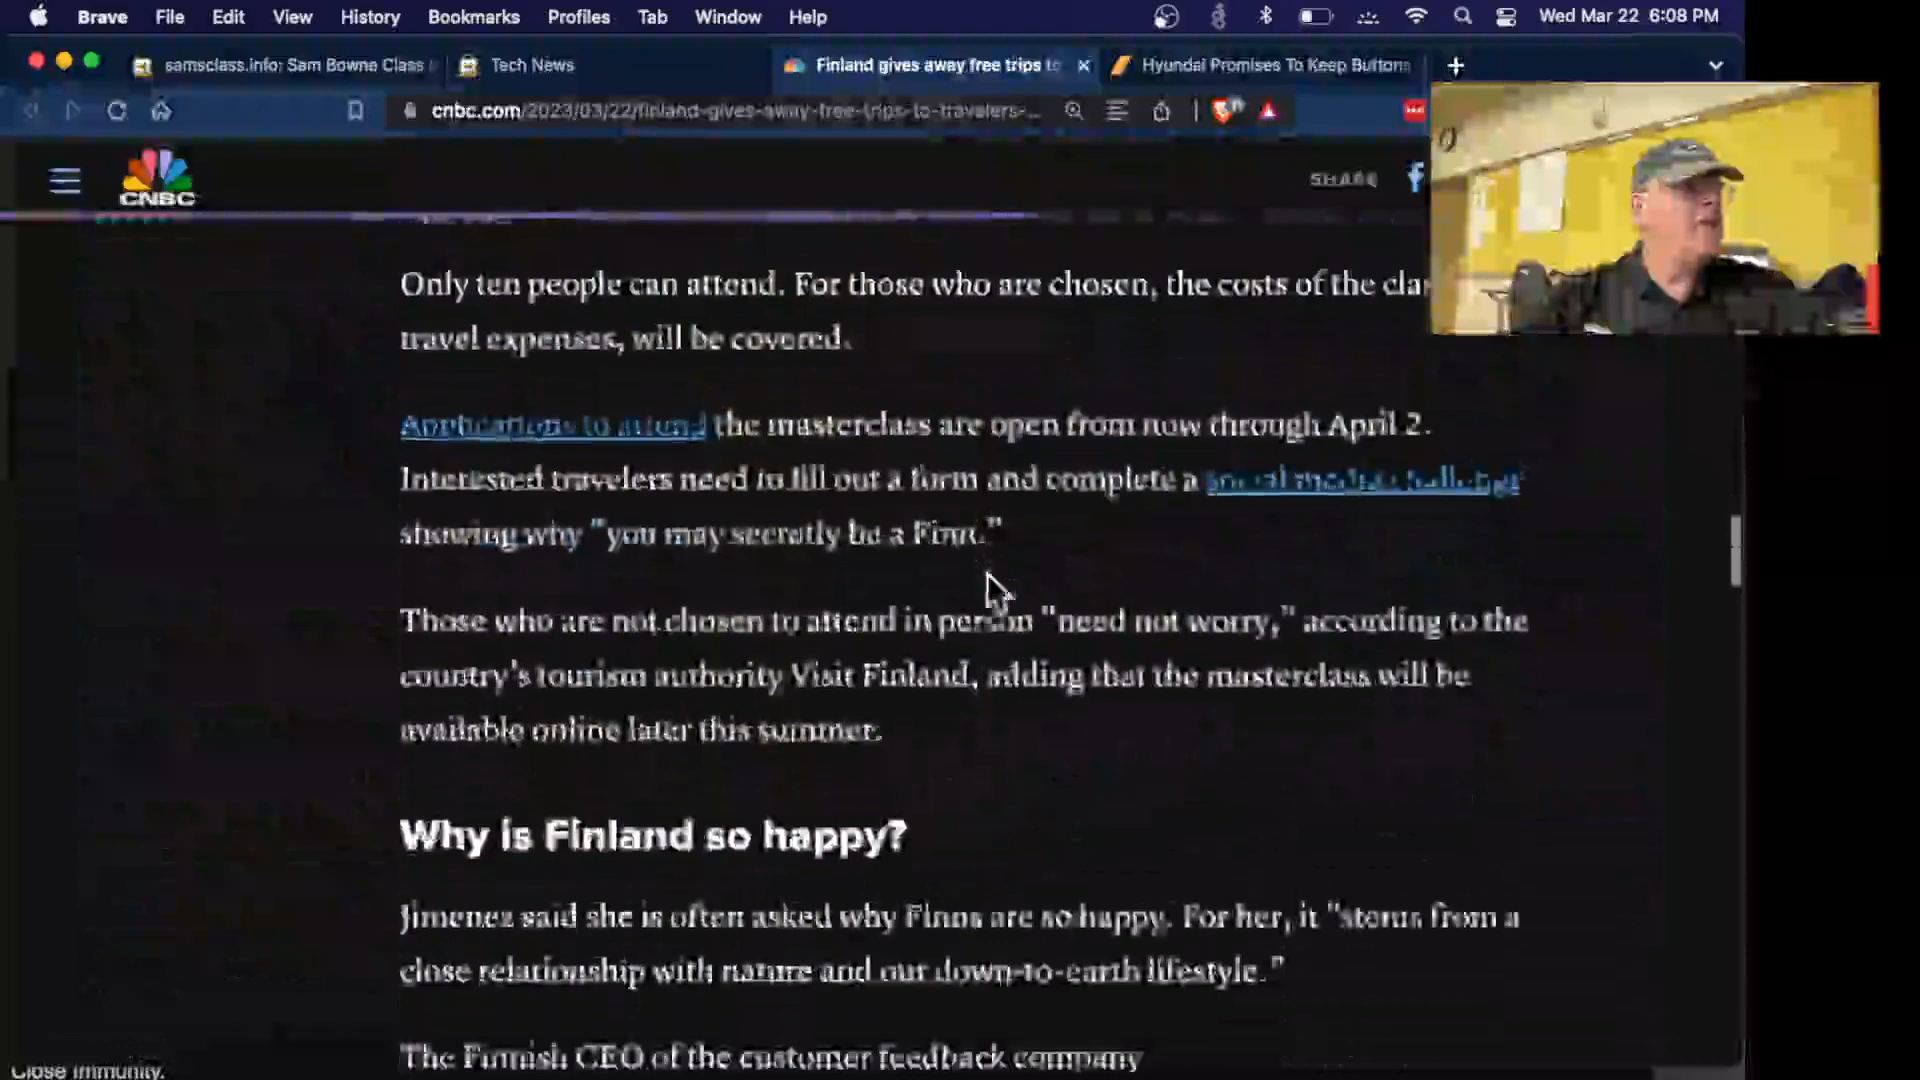 Brave File Edit View History Bookmarks Profiles Tab Window Help Wed Mar 22 6:08 PM
samsclass.info: Sam Bowne Class Tech News Finland gives away free trips to Hyundai Promises To Keep Buttons
cnbc.com/2023/03/22/finland-gives-away-free-trips-to-travelers-...
CNBC
SHARE
Only ten people can attend. For those who are chosen, the costs of the cla
travel expenses, will be covered.
Applications to attend the masterclass are open from now through April 2.
Interested travelers need to fill out a form and complete a social media challenge
showing why "you may secretly be a Finn."
Those who are not chosen to attend in person "need not worry," according to the
country's tourism authority Visit Finland, adding that the masterclass will be
available online later this summer.
Why is Finland so happy?
Jimenez said she is often asked why Finns are so happy. For her, it "stems from a
close relationship with nature and our down-to-earth lifestyle."
The Finnish CEO of the customer feedback company
Close Immunity.